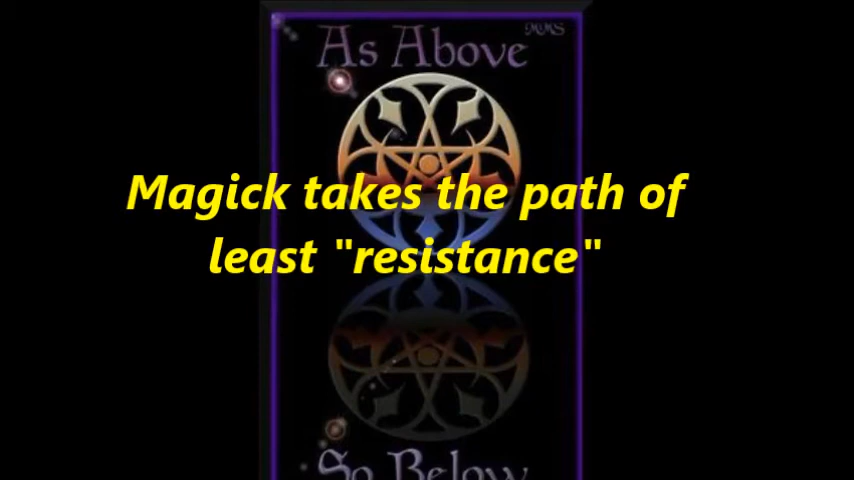 As Above
Magick takes the path of
least "resistance"
So Below